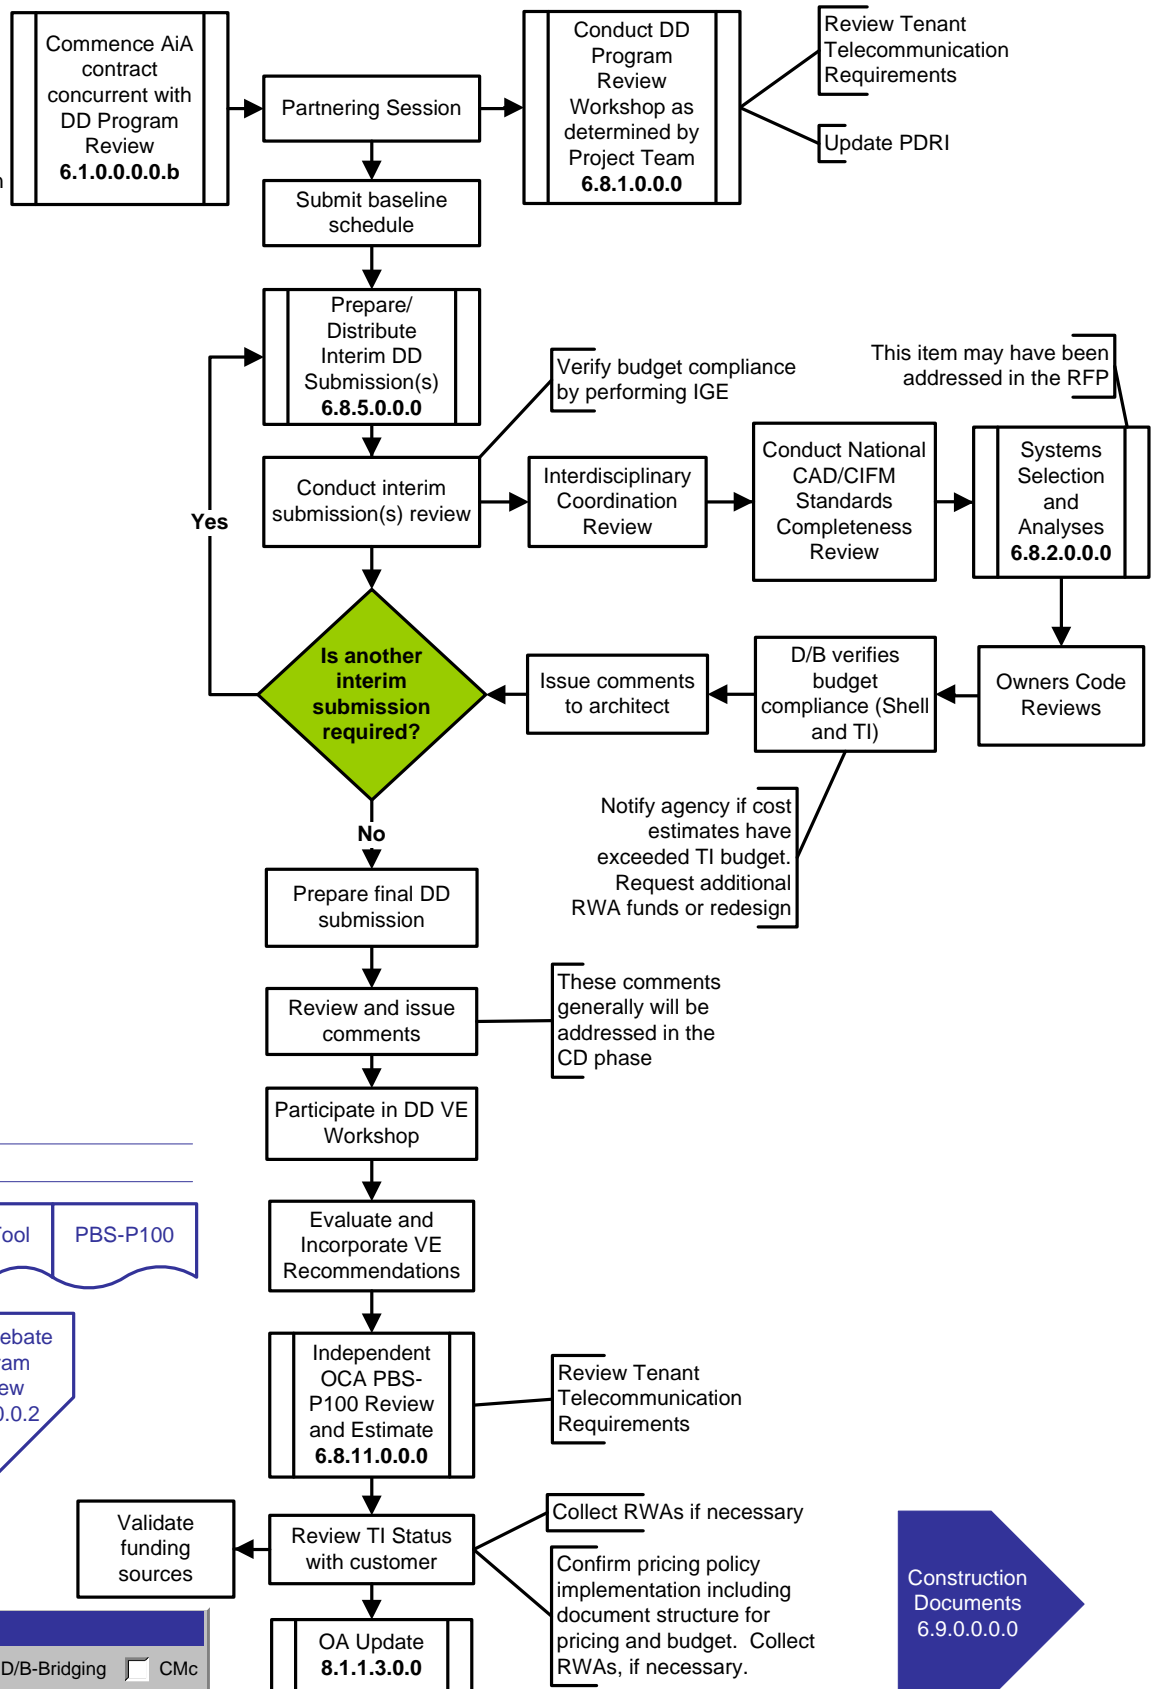 Commence AiA
contract
concurrent with
DD Program
Review
6.1.0.0.0.0.b
Partnering Session
Conduct DD
Program
Review
Workshop as
determined by
Project Team
6.8.1.0.0.0
Review Tenant
Telecommunication
Requirements
Update PDRI
Submit baseline
schedule
Prepare/
Distribute
Interim DD
Submission(s)
6.8.5.0.0.0
Verify budget compliance
by performing IGE
This item may have been
addressed in the RFP
Yes
Conduct interim
submission(s) review
Interdisciplinary
Coordination
Review
Conduct National
CAD/CIFM
Standards
Completeness
Review
Systems
Selection
and
Analyses
6.8.2.0.0.0
Is another
interim
submission
required?
Issue comments
to architect
D/B verifies
budget
compliance (Shell
and TI)
Owners Code
Reviews
Notify agency if cost
estimates have
exceeded TI budget.
Request additional
RWA funds or redesign
No
Prepare final DD
submission
Review and issue
comments
These comments
generally will be
addressed in the
CD phase
Participate in DD VE
Workshop
ool
PBS-P100
Evaluate and
Incorporate VE
Recommendations
ebate
am
ew
0.0.2
Independent
OCA PBS-
P100 Review
and Estimate
6.8.11.0.0.0
Review Tenant
Telecommunication
Requirements
Validate
funding
sources
Review TI Status
with customer
Collect RWAs if necessary
Confirm pricing policy
implementation including
document structure for
pricing and budget.  Collect
RWAs, if necessary.
Construction
Documents
6.9.0.0.0.0
OA Update
8.1.1.3.0.0
D/B-Bridging
CMc